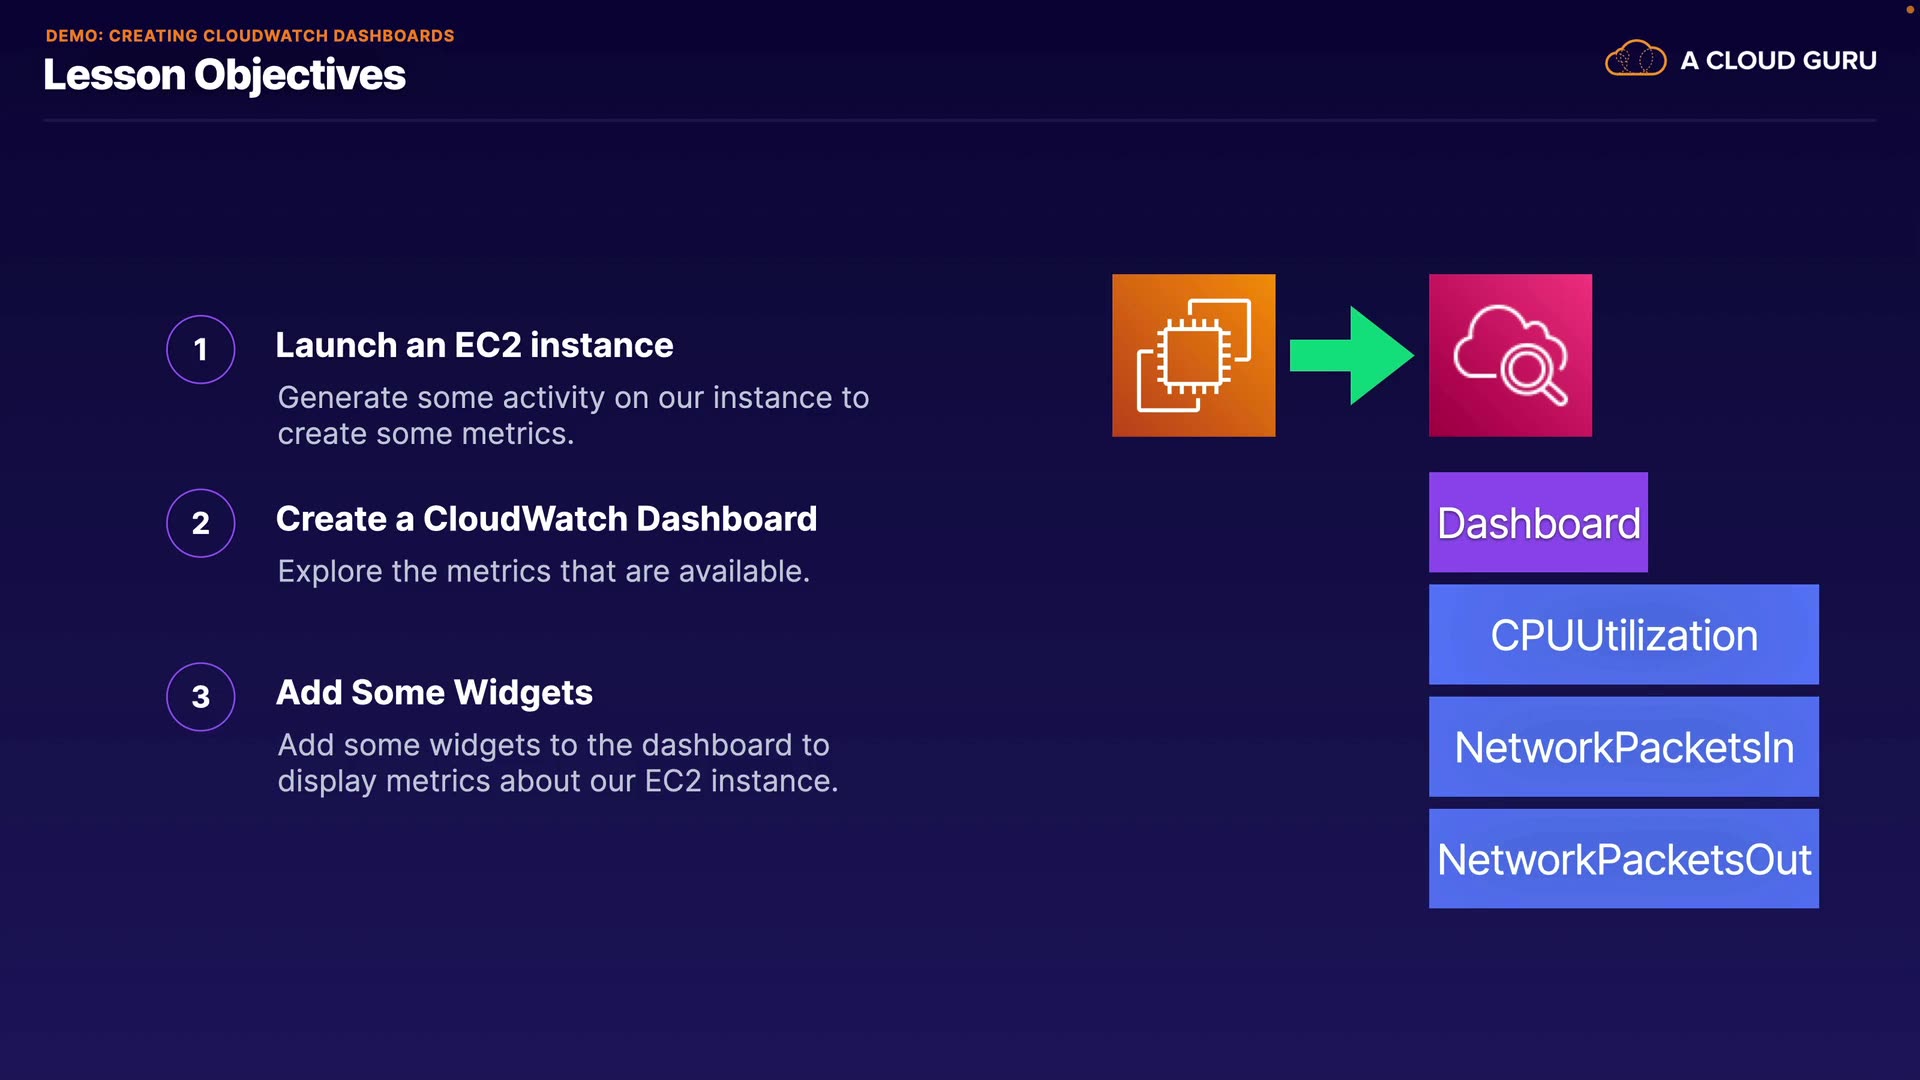 DEMO: CREATING CLOUDWATCH DASHBOARDS
Lesson Objectives
A CLOUD GURU
1
Launch an EC2 instance
Generate some activity on our instance to
create some metrics.
2
Create a CloudWatch Dashboard
Explore the metrics that are available.
3
Add Some Widgets
Add some widgets to the dashboard to
display metrics about our EC2 instance.
Dashboard
CPUUtilization
NetworkPacketsIn
NetworkPacketsOut